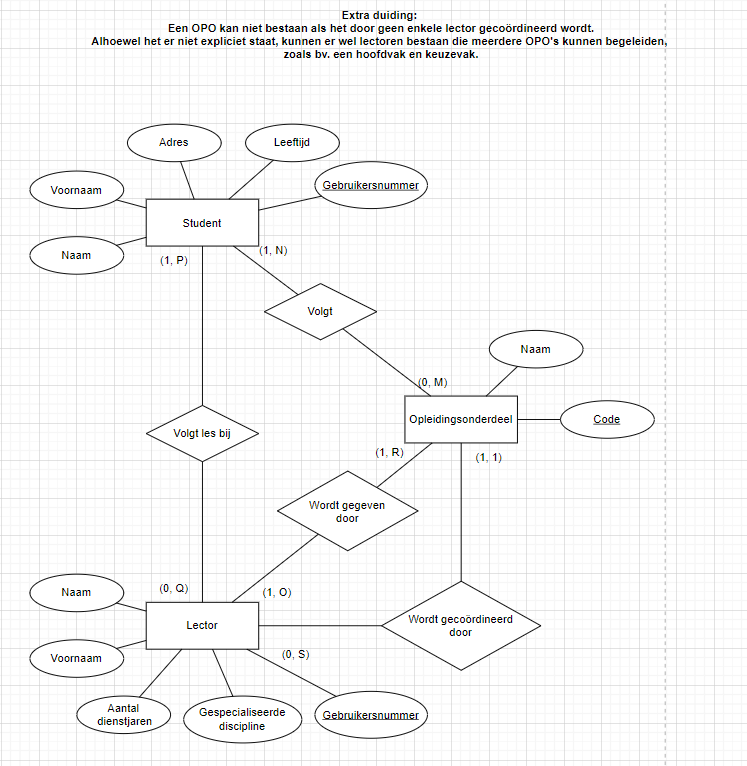 Extra duiding:
Een OPO kan niet bestaan als het door geen enkele lector gecoördineerd wordt.
Alhoewel het er niet expliciet staat, kunnen er wel lectoren bestaan die meerdere OPO's kunnen begeleiden,
zoals bv. een hoofdvak en keuzevak.
Adres
Leeftijd
Voornaam
Gebruikersnummer
Student
Naam
(1, P)
(1, N)
Volgt
Naam
(0, M)
Opleidingsonderdeel
Code
Volgt les bij
(1, R)
(1, 1)
Wordt gegeven
door
(0, Q)
(1, O)
Naam
Lector
Wordt gecoördineerd
door
Voornaam
(0, S)
Aantal
dienstjaren
Gespecialiseerde
discipline
Gebruikersnummer